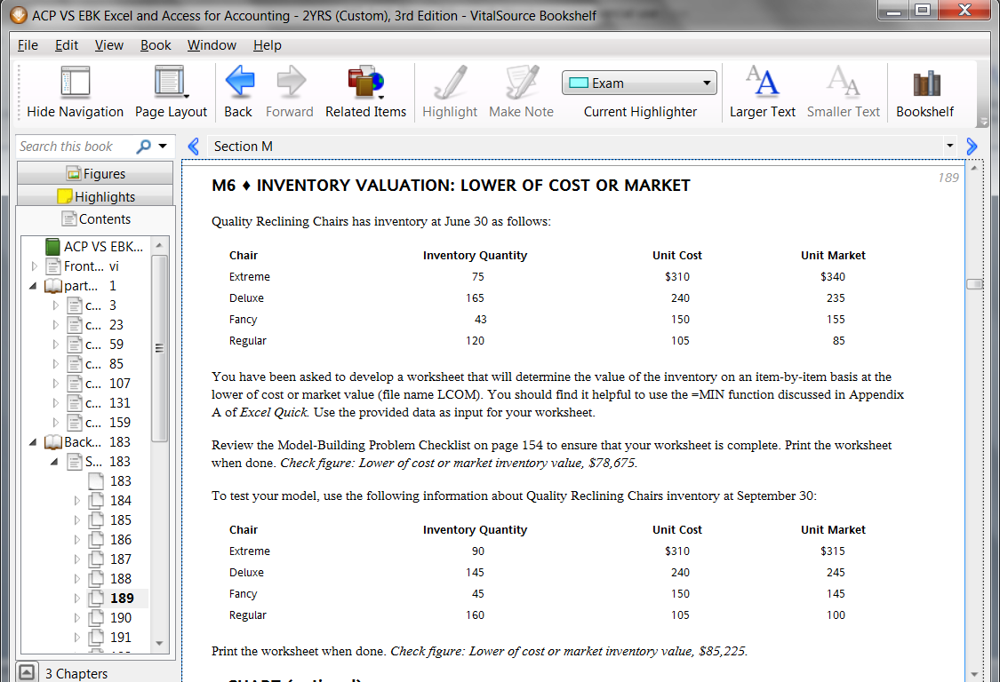 ACP VS EBK Excel and Access for Accounting - 2YRS (Custom), 3rd Edition - VitalSource Bookshelf
File Edit View Book Window Help
Exam
Hide Navigation Page Layout Back Forward Related Items Highlight Make Note Current Highlighter Larger Text Smaller Text Bookshelf
Search this book
Section M
Figures
Highlights
Contents
ACP VS EBK...
Front... vi
part... 1
c... 3
c... 23
c... 59
c... 85
c... 107
c... 131
c... 159
Back... 183
S... 183
183
184
185
186
187
188
189
190
191
3 Chapters
189
M6 ♦ INVENTORY VALUATION: LOWER OF COST OR MARKET
Quality Reclining Chairs has inventory at June 30 as follows:
Chair Inventory Quantity Unit Cost Unit Market
Extreme 75 $310 $340
Deluxe 165 240 235
Fancy 43 150 155
Regular 120 105 85
You have been asked to develop a worksheet that will determine the value of the inventory on an item-by-item basis at the
lower of cost or market value (file name LCOM). You should find it helpful to use the =MIN function discussed in Appendix
A of Excel Quick. Use the provided data as input for your worksheet.
Review the Model-Building Problem Checklist on page 154 to ensure that your worksheet is complete. Print the worksheet
when done. Check figure: Lower of cost or market inventory value, $78,675.
To test your model, use the following information about Quality Reclining Chairs inventory at September 30:
Chair Inventory Quantity Unit Cost Unit Market
Extreme 90 $310 $315
Deluxe 145 240 245
Fancy 45 150 145
Regular 160 105 100
Print the worksheet when done. Check figure: Lower of cost or market inventory value, $85,225.